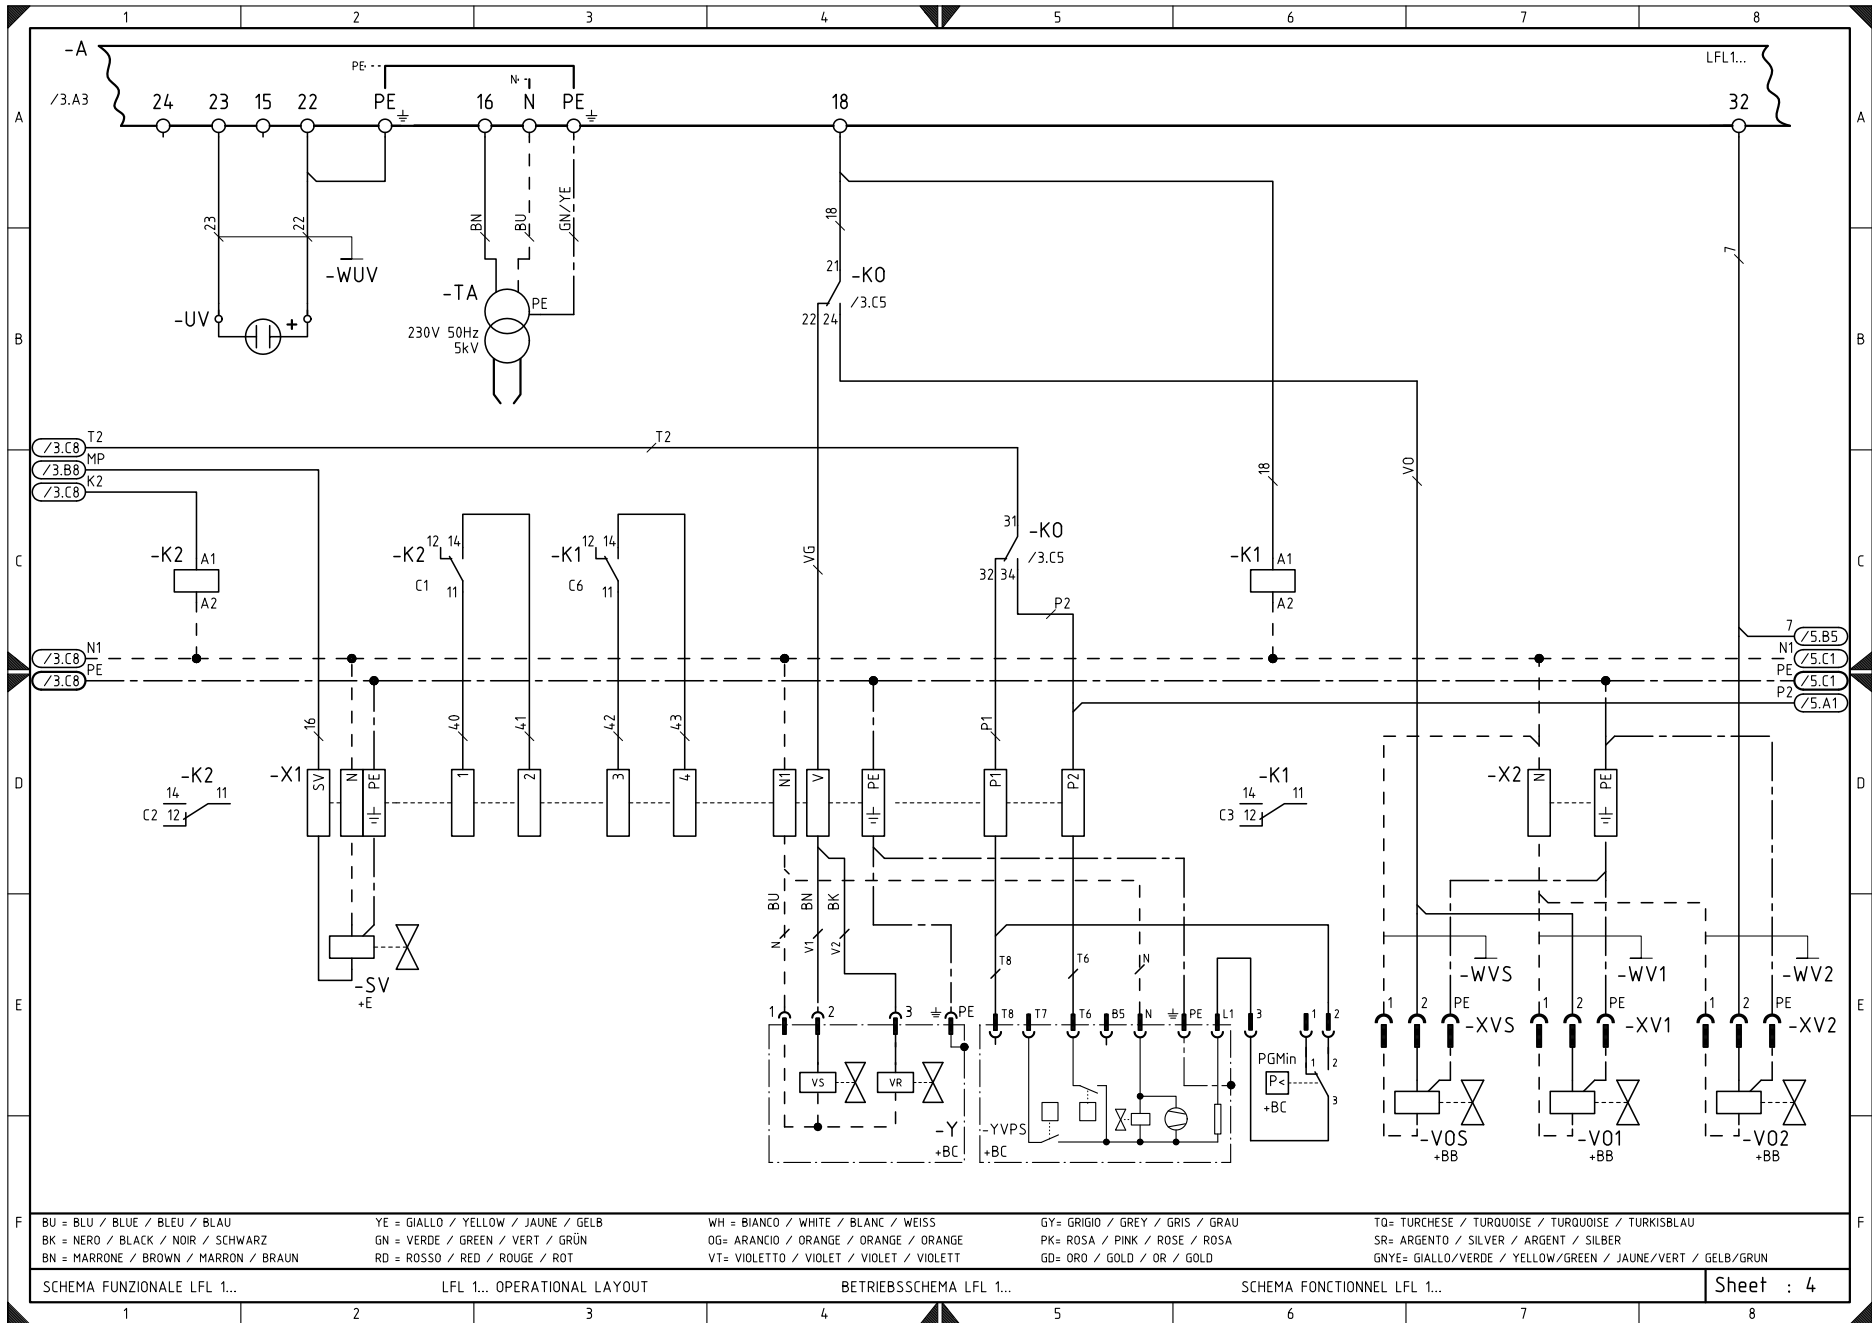 1 2 3 4 5 6 7 8
-A
LFL1...
PE
N
/3.A3
24 23 15 22 PE 16 N PE 18 32
A A
23 22 BN BU GN/YE 18 7
-WUV
21 -KO
/3.C5
22 24
-TA
PE
230V 50Hz
5kV
-UV +
B B
/3.C8 T2 T2
/3.B8 MP
/3.C8 K2
18 VO
31 -KO
/3.C5
32 34
P2
-K2 A1
A2
-K2 12 14
C1 11
-K1 12 14
C6 11
VG
-K1 A1
A2
C C
7 /5.B5
/3.C8 N1 N1 /5.C1
/3.C8 PE PE /5.C1
P2 /5.A1
16 40 41 42 43 P1
-K2
14 11
C2 12
-X1 SV N PE 1 2 3 4 N1 V PE P1 P2
-K1
14 11
C3 12
-X2 N PE
D D
BU BN BK
N V1 V2 T8 T6 N
-SV
+E
-WVS -WV1 -WV2
E E
1 2 3 PE
T8 T7 T6 B5 N PE L1 3 1 2
1 2 PE -XVS
1 2 PE -XV1
1 2 PE -XV2
VS VR
-Y
+BC
-YVPS
+BC
PGMin
P<
+BC
1 2
3
-VOS
+BB
-VO1
+BB
-VO2
+BB
F F
BU = BLU / BLUE / BLEU / BLAU
BK = NERO / BLACK / NOIR / SCHWARZ
BN = MARRONE / BROWN / MARRON / BRAUN
YE = GIALLO / YELLOW / JAUNE / GELB
GN = VERDE / GREEN / VERT / GRÜN
RD = ROSSO / RED / ROUGE / ROT
WH = BIANCO / WHITE / BLANC / WEISS
OG= ARANCIO / ORANGE / ORANGE / ORANGE
VT= VIOLETTO / VIOLET / VIOLET / VIOLETT
GY= GRIGIO / GREY / GRIS / GRAU
PK= ROSA / PINK / ROSE / ROSA
GD= ORO / GOLD / OR / GOLD
TQ= TURCHESE / TURQUOISE / TURQUOISE / TURKISBLAU
SR= ARGENTO / SILVER / ARGENT / SILBER
GNYE= GIALLO/VERDE / YELLOW/GREEN / JAUNE/VERT / GELB/GRUN
SCHEMA FUNZIONALE LFL 1... LFL 1... OPERATIONAL LAYOUT BETRIEBSSCHEMA LFL 1... SCHEMA FONCTIONNEL LFL 1... Sheet : 4
1 2 3 4 5 6 7 8